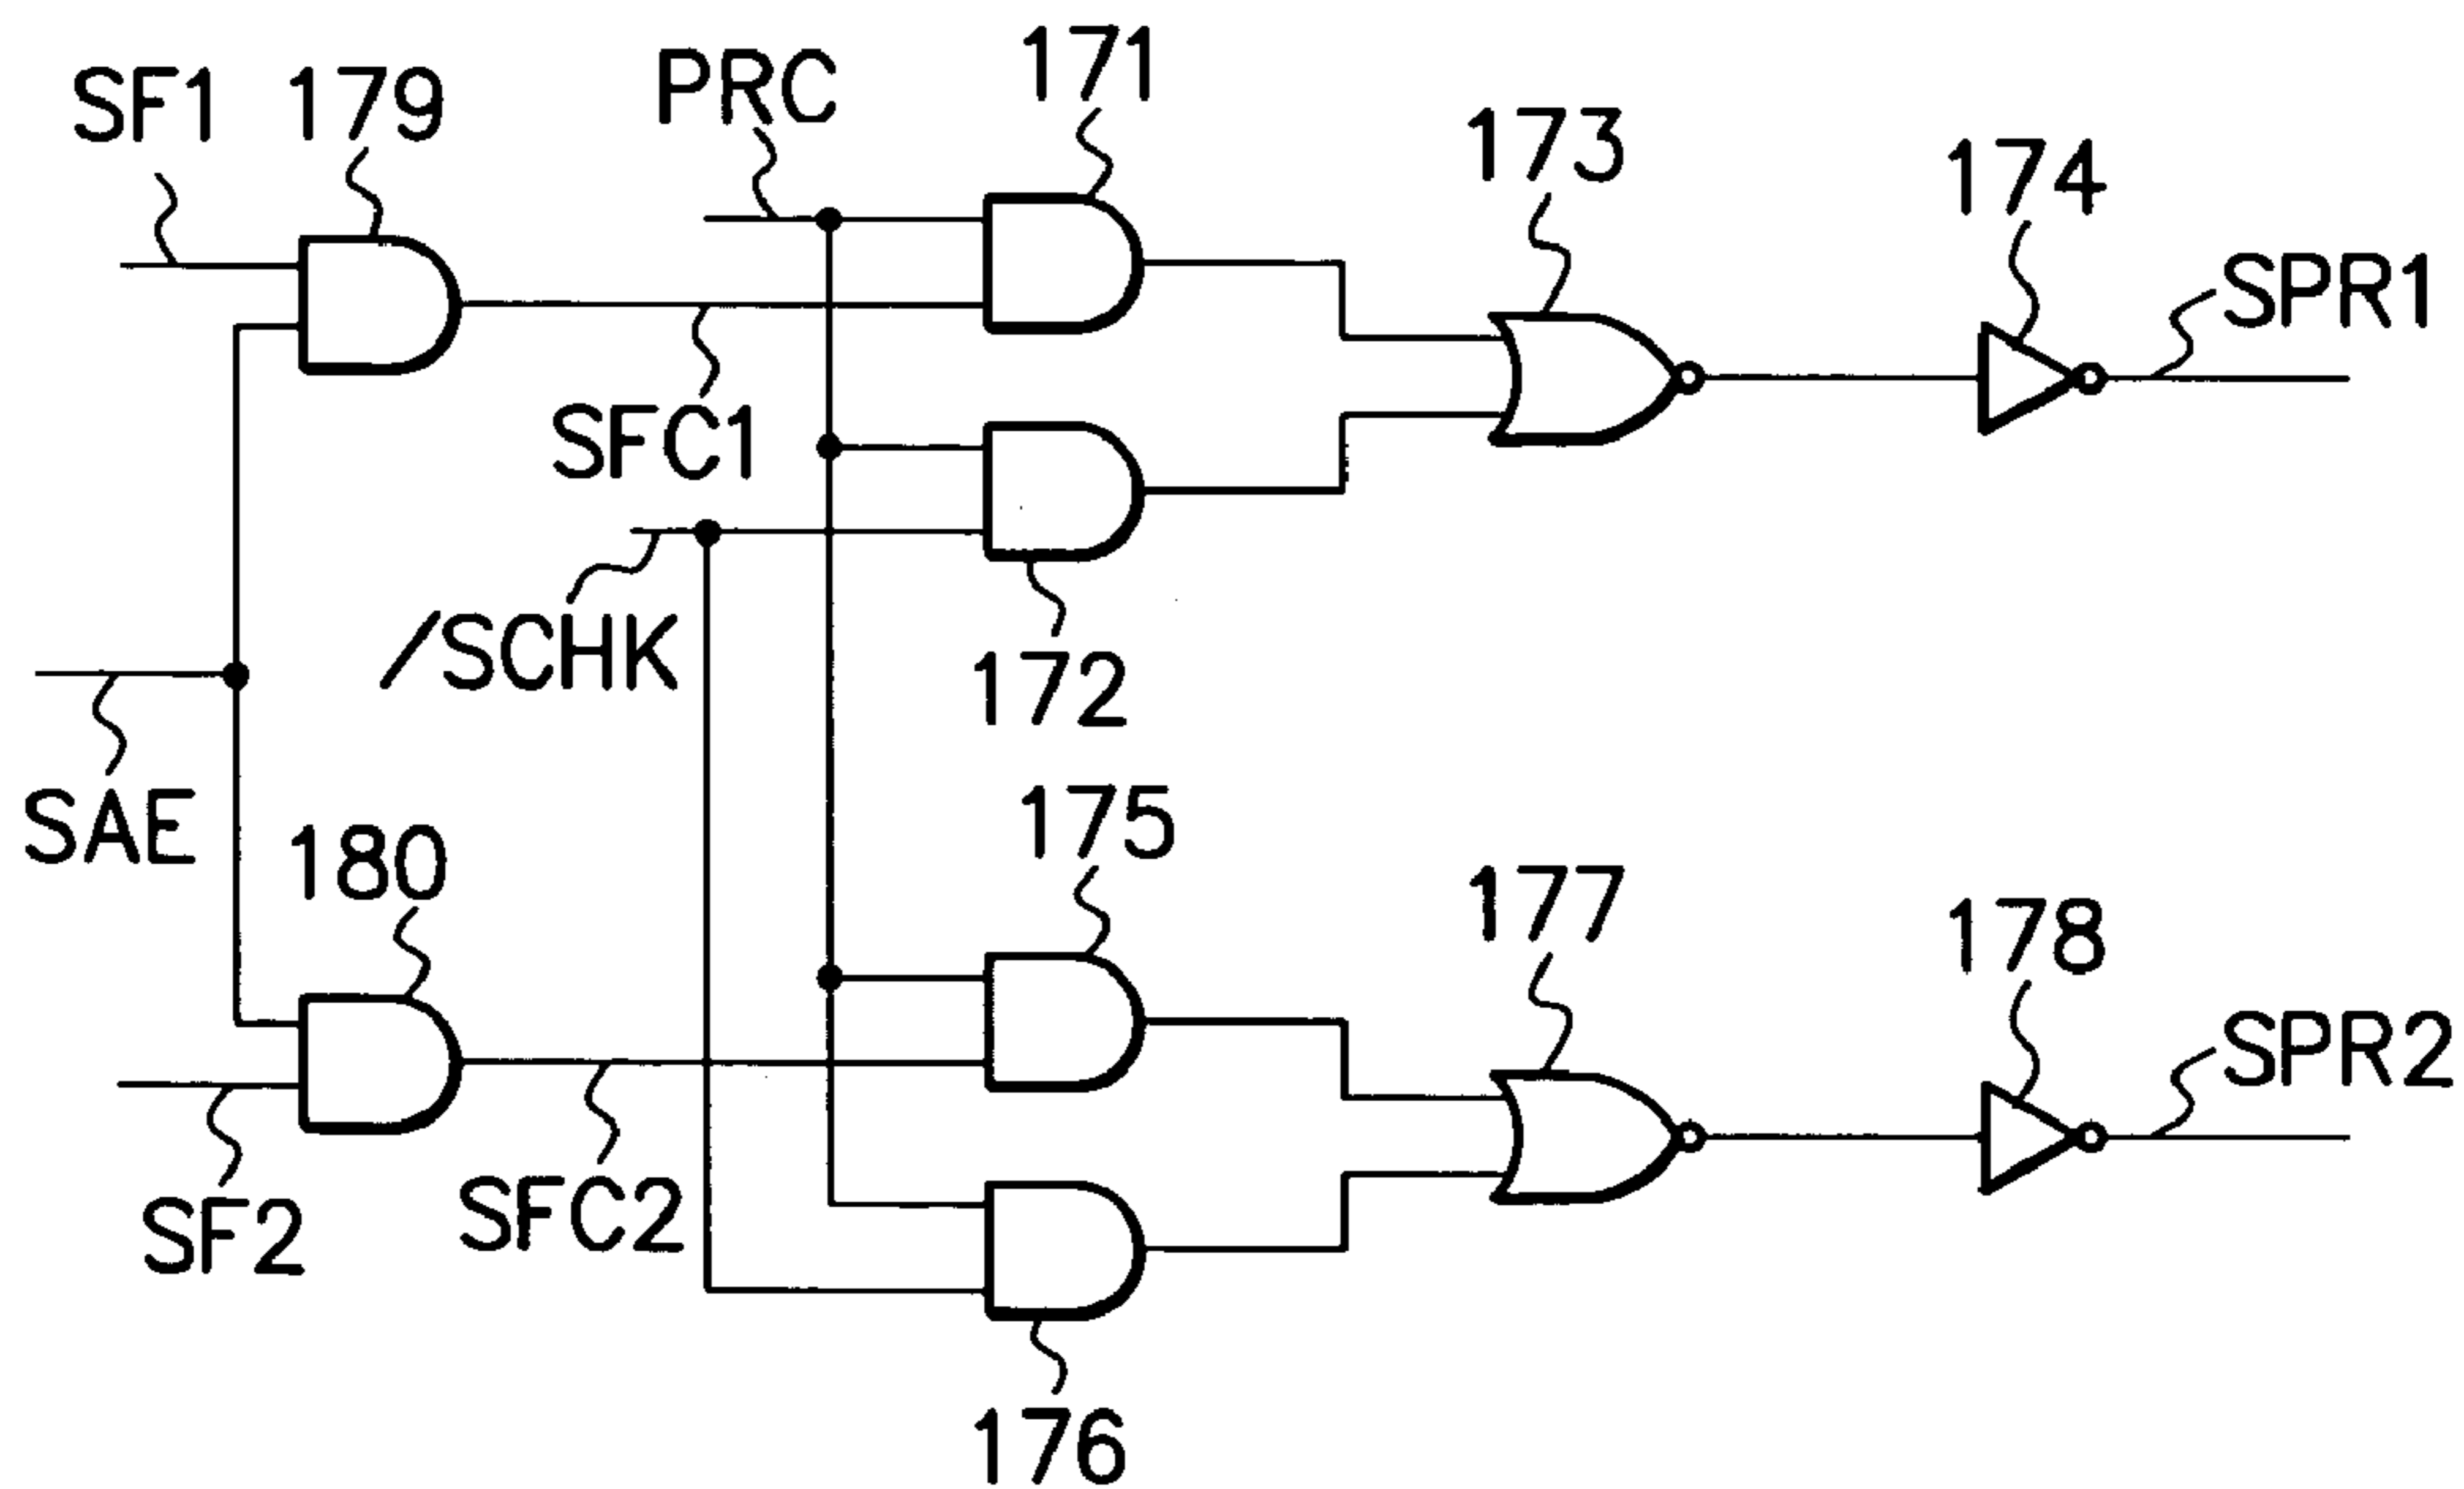 SF1
179
PRC
171
173
174
SPR1
SFC1
/SCHK
172
SAE
180
175
177
178
SPR2
SF2
SFC2
176